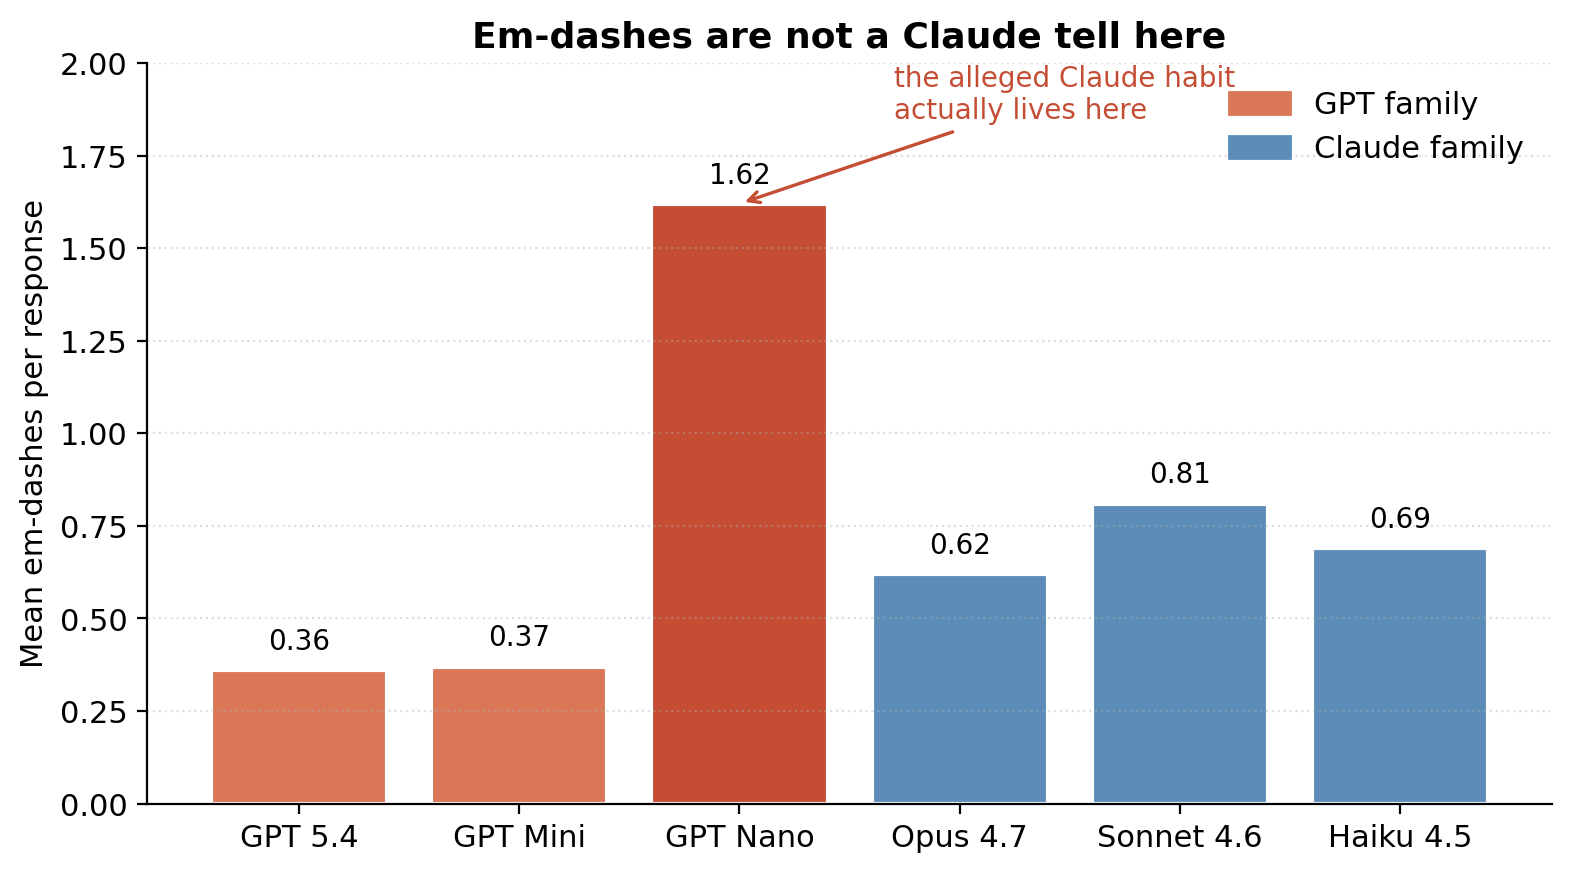 Em-dashes are not a Claude tell here
the alleged Claude habit
actually lives here
GPT family
Claude family
Mean em-dashes per response
2.00
1.75
1.50
1.25
1.00
0.75
0.50
0.25
0.00
0.36
0.37
1.62
0.62
0.81
0.69
GPT 5.4
GPT Mini
GPT Nano
Opus 4.7
Sonnet 4.6
Haiku 4.5